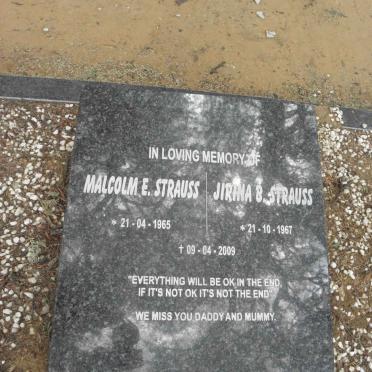 IN LOVING MEMORY OF
MALCOLM E. STRAUSS JIRINA B. STRAUSS
* 21 - 04 - 1965 * 21 - 10 - 1967
† 09 - 04 - 2009
"EVERYTHING WILL BE OK IN THE END
IF IT'S NOT OK IT'S NOT THE END"
WE MISS YOU DADDY AND MUMMY.